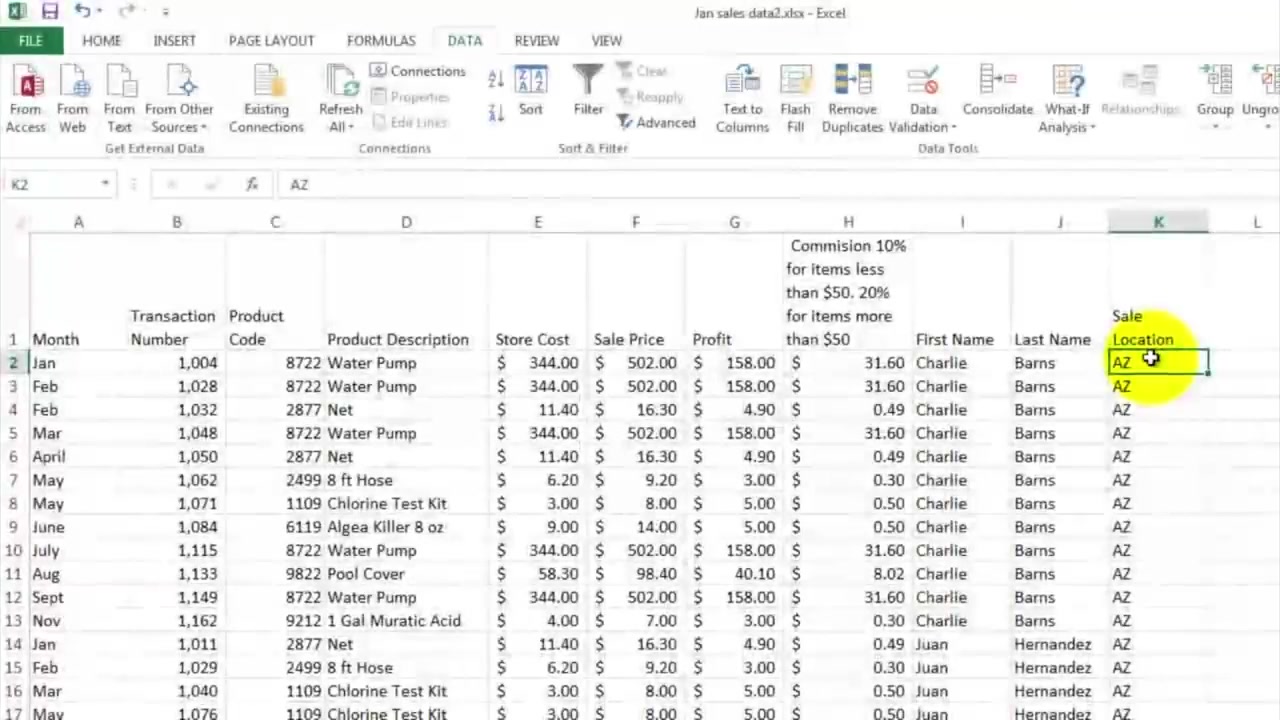 Jan sales data2.xlsx - Excel
FILE HOME INSERT PAGE LAYOUT FORMULAS DATA REVIEW VIEW
From Access
From Web
From Text
From Other Sources
Get External Data
Existing Connections
Refresh All
Connections
Properties
Edit Links
Connections
Sort
Filter
Clear
Reapply
Advanced
Sort & Filter
Text to Columns
Flash Fill
Remove Duplicates
Data Validation
Consolidate
What-If Analysis
Relationships
Data Tools
Group
Ungro
K2 fx AZ
A B C D E F G H I J K L
Commision 10%
for items less
than $50. 20%
Transaction Product for items more Sale
1 Month Number Code Product Description Store Cost Sale Price Profit than $50 First Name Last Name Location
2 Jan 1,004 8722 Water Pump $ 344.00 $ 502.00 $ 158.00 $ 31.60 Charlie Barns AZ
3 Feb 1,028 8722 Water Pump $ 344.00 $ 502.00 $ 158.00 $ 31.60 Charlie Barns AZ
4 Feb 1,032 2877 Net $ 11.40 $ 16.30 $ 4.90 $ 0.49 Charlie Barns AZ
5 Mar 1,048 8722 Water Pump $ 344.00 $ 502.00 $ 158.00 $ 31.60 Charlie Barns AZ
6 April 1,050 2877 Net $ 11.40 $ 16.30 $ 4.90 $ 0.49 Charlie Barns AZ
7 May 1,062 2499 8 ft Hose $ 6.20 $ 9.20 $ 3.00 $ 0.30 Charlie Barns AZ
8 May 1,071 1109 Chlorine Test Kit $ 3.00 $ 8.00 $ 5.00 $ 0.50 Charlie Barns AZ
9 June 1,084 6119 Algea Killer 8 oz $ 9.00 $ 14.00 $ 5.00 $ 0.50 Charlie Barns AZ
10 July 1,115 8722 Water Pump $ 344.00 $ 502.00 $ 158.00 $ 31.60 Charlie Barns AZ
11 Aug 1,133 9822 Pool Cover $ 58.30 $ 98.40 $ 40.10 $ 8.02 Charlie Barns AZ
12 Sept 1,149 8722 Water Pump $ 344.00 $ 502.00 $ 158.00 $ 31.60 Charlie Barns AZ
13 Nov 1,162 9212 1 Gal Muratic Acid $ 4.00 $ 7.00 $ 3.00 $ 0.30 Charlie Barns AZ
14 Jan 1,011 2877 Net $ 11.40 $ 16.30 $ 4.90 $ 0.49 Juan Hernandez AZ
15 Feb 1,029 2499 8 ft Hose $ 6.20 $ 9.20 $ 3.00 $ 0.30 Juan Hernandez AZ
16 Mar 1,040 1109 Chlorine Test Kit $ 3.00 $ 8.00 $ 5.00 $ 0.50 Juan Hernandez AZ
17 May 1,076 1109 Chlorine Test Kit $ 3.00 $ 8.00 $ 5.00 $ 0.50 Juan Hernandez AZ